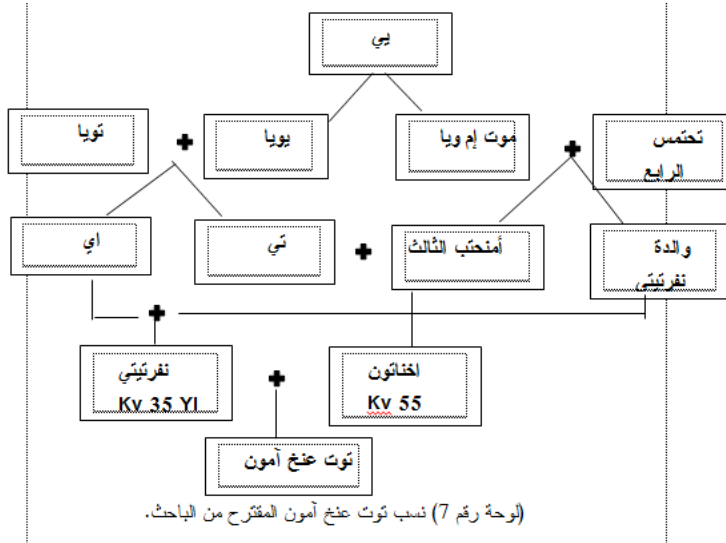 يي
موت إم ويا
يويا
تويا
تحتمس
الرابع
اي
تي
أمنحتب الثالث
والدة
نفرتيتي
نفرتيتي
Kv 35 Yl
اخناتون
Kv 55
توت عنخ آمون
(لوحة رقم 7) نسب توت عنخ آمون المقترح من الباحث.